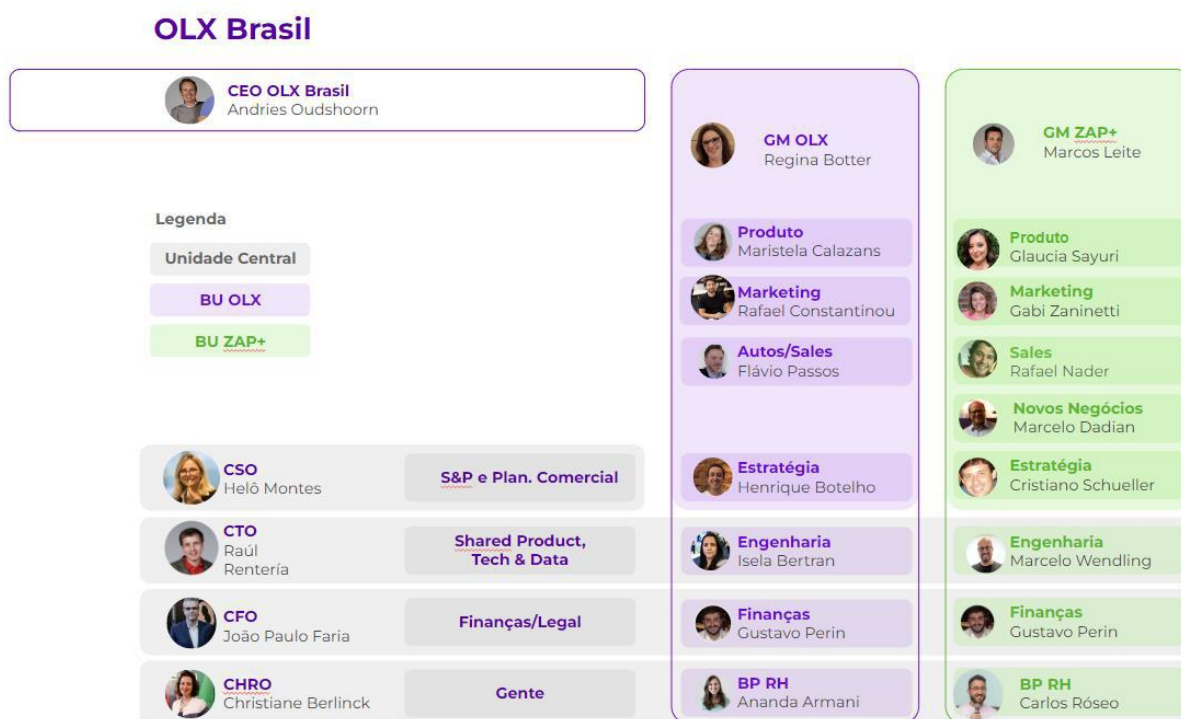 OLX Brasil
CEO OLX Brasil
Andries Oudshoorn
GM OLX
Regina Botter
GM ZAP+
Marcos Leite
Legenda
Unidade Central
BU OLX
BU ZAP+
Produto
Maristela Calazans
Marketing
Rafael Constantinou
Autos/Sales
Flávio Passos
Produto
Glaucia Sayuri
Marketing
Gabi Zaninetti
Sales
Rafael Nader
Novos Negócios
Marcelo Dadian
CSO
Helô Montes
S&P e Plan. Comercial
Estratégia
Henrique Botelho
Estratégia
Cristiano Schueller
CTO
Raúl
Rentería
Shared Product,
Tech & Data
Engenharia
Isela Bertran
Engenharia
Marcelo Wendling
CFO
João Paulo Faria
Finanças/Legal
Finanças
Gustavo Perin
Finanças
Gustavo Perin
CHRO
Christiane Berlinck
Gente
BP RH
Ananda Armani
BP RH
Carlos Róseo